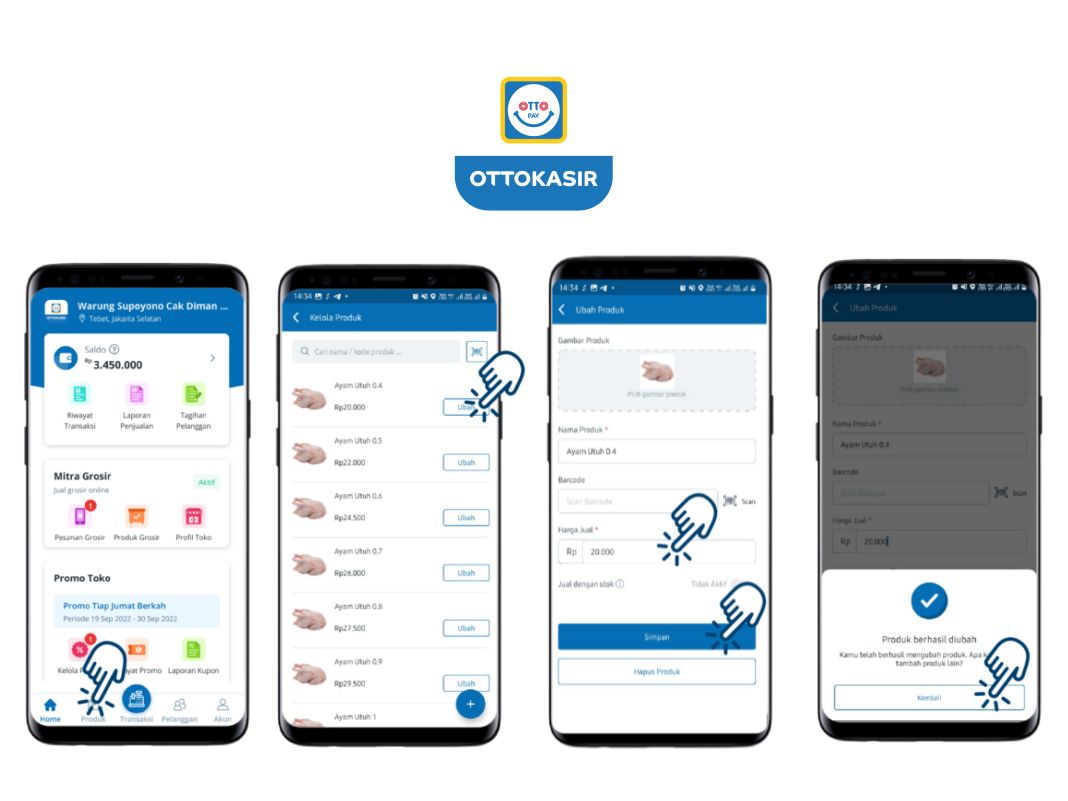 OTTO
PAY
OTTOKASIR
Warung Supoyono Cak Diman ...
Tebet, Jakarta Selatan
Saldo
Rp 3.450.000
Riwayat Transaksi
Laporan Penjualan
Tagihan Pelanggan
Mitra Grosir
Jual grosir online
Aktif
1
Pesanan Grosir
Produk Grosir
Profil Toko
Promo Toko
Promo Tiap Jumat Berkah
Periode 19 Sep 2022 - 30 Sep 2022
1
Kelola
yat Promo
Laporan Kupon
Home
Produk
Transaksi
Pelanggan
Akun
14:34
Kelola Produk
Cari nama / kode produk ...
Ayam Utuh 0.4
Rp20.000
Ubah
Ayam Utuh 0.5
Rp22.000
Ubah
Ayam Utuh 0.6
Rp24.500
Ubah
Ayam Utuh 0.7
Rp26.000
Ubah
Ayam Utuh 0.8
Rp27.500
Ubah
Ayam Utuh 0.9
Rp29.500
Ubah
Ayam Utuh 1
+
14:34
Ubah Produk
Gambar Produk
Pilih gambar produk
Nama Produk *
Ayam Utuh 0.4
Barcode
Scan Barcode
Scan
Harga Jual *
Rp 20.000
Jual dengan stok
Tidak Aktif
Simpan
Hapus Produk
14:34
Ubah Produk
Gambar Produk
Pilih gambar produk
Nama Produk *
Ayam Utuh 0.4
Barcode
Scan Barcode
Scan
Harga Jual *
Rp 20.000
Produk berhasil diubah
Kamu telah berhasil mengubah produk. Apa k
tambah produk lain?
Kembali